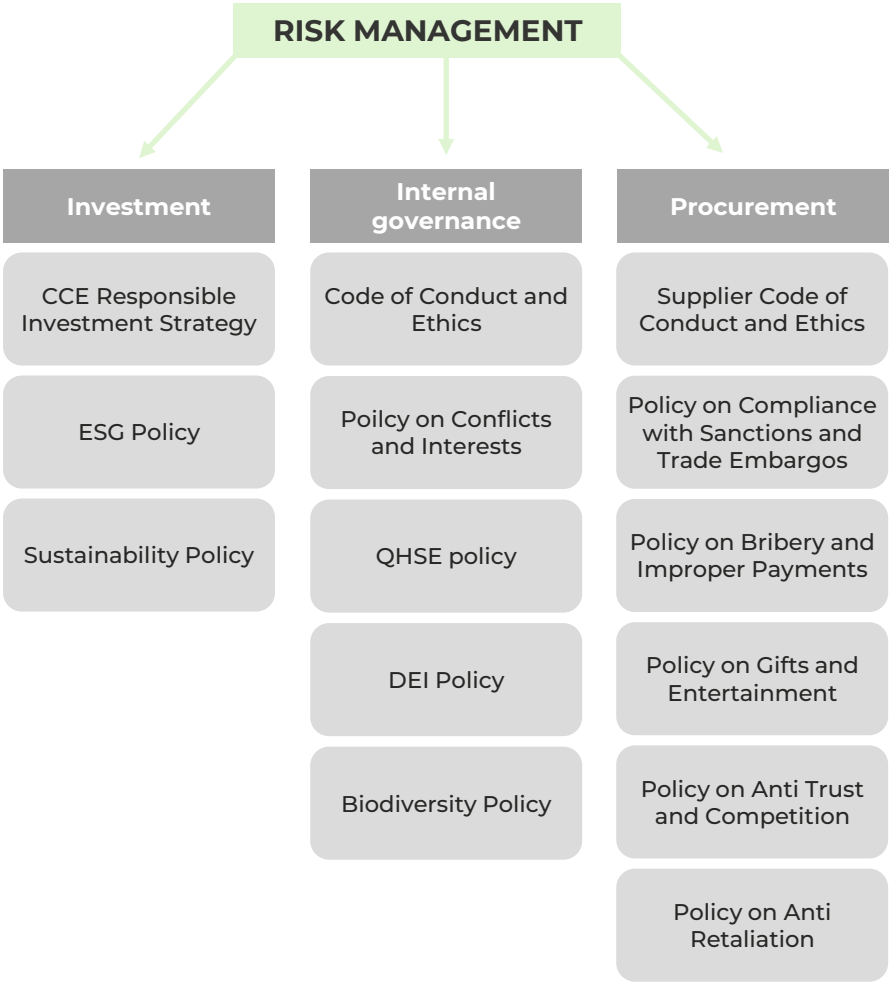 RISK MANAGEMENT
Investment
CCE Responsible
Investment Strategy
ESG Policy
Sustainability Policy
Internal
governance
Code of Conduct and
Ethics
Poilcy on Conflicts
and Interests
QHSE policy
DEI Policy
Biodiversity Policy
Procurement
Supplier Code of
Conduct and Ethics
Policy on Compliance
with Sanctions and
Trade Embargos
Policy on Bribery and
Improper Payments
Policy on Gifts and
Entertainment
Policy on Anti Trust
and Competition
Policy on Anti
Retaliation